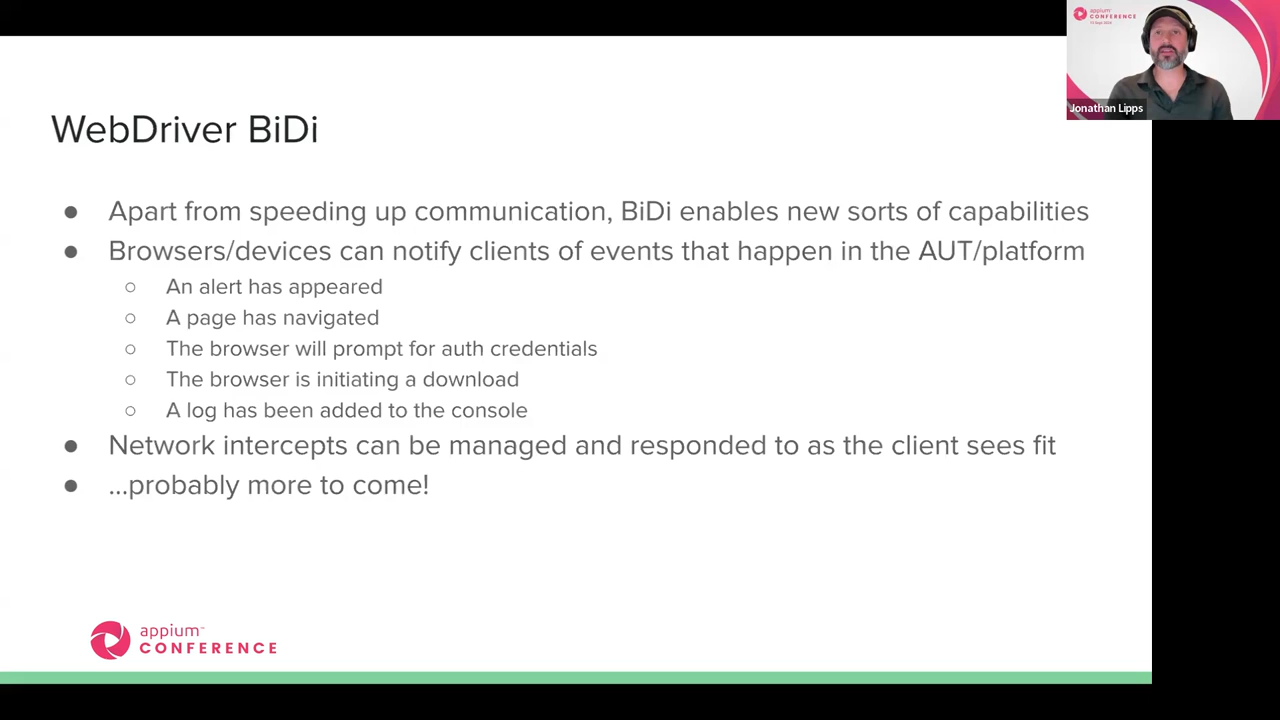 appium™
CONFERENCE
Jonathan Lipps
WebDriver BiDi
● Apart from speeding up communication, BiDi enables new sorts of capabilities
● Browsers/devices can notify clients of events that happen in the AUT/platform
○ An alert has appeared
○ A page has navigated
○ The browser will prompt for auth credentials
○ The browser is initiating a download
○ A log has been added to the console
● Network intercepts can be managed and responded to as the client sees fit
● ...probably more to come!
appium™
CONFERENCE